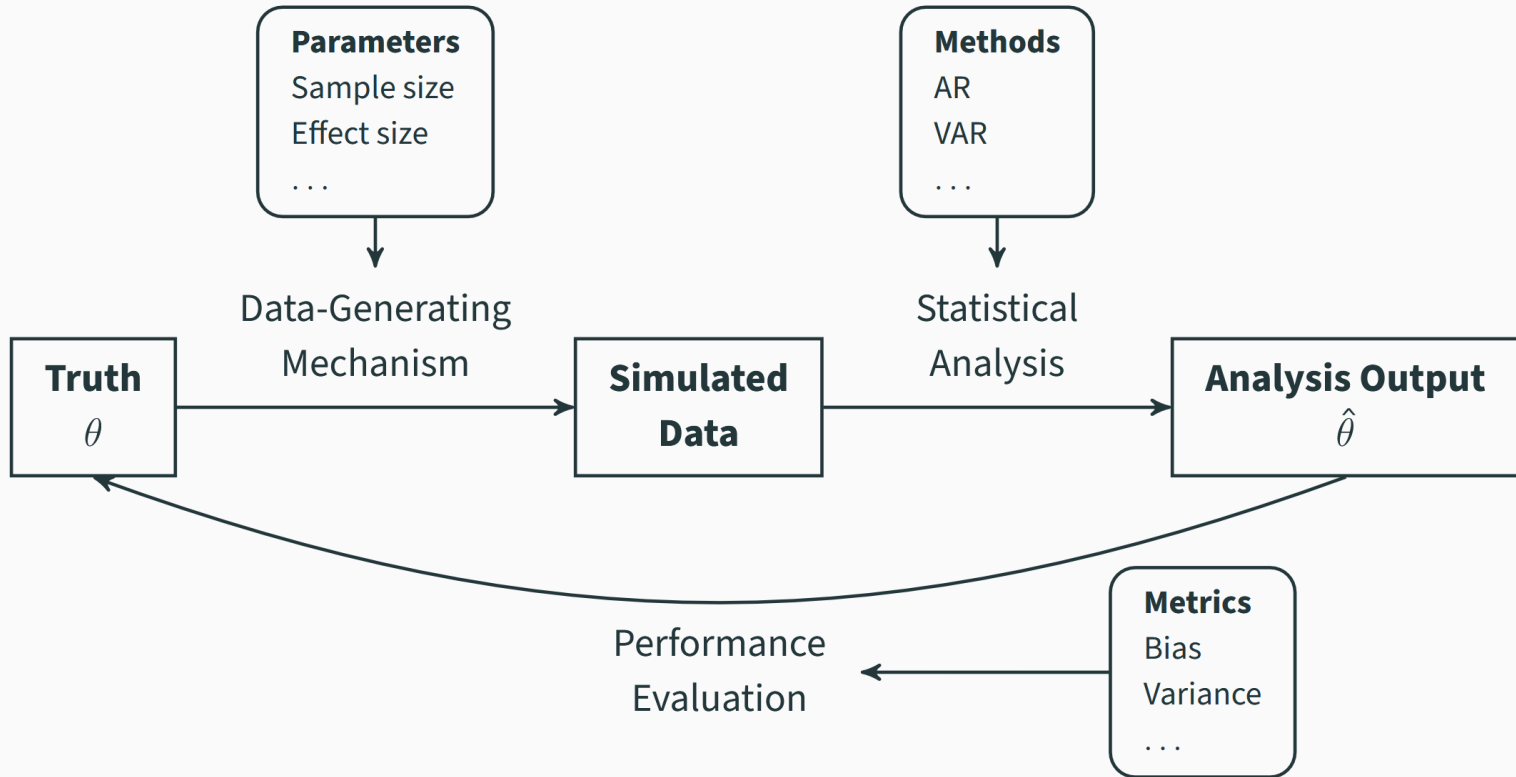 Parameters
Sample size
Effect size
. . .
Methods
AR
VAR
. . .
Data-Generating
Mechanism
Statistical
Analysis
Truth
θ
Simulated
Data
Analysis Output
θ̂
Performance
Evaluation
Metrics
Bias
Variance
. . .